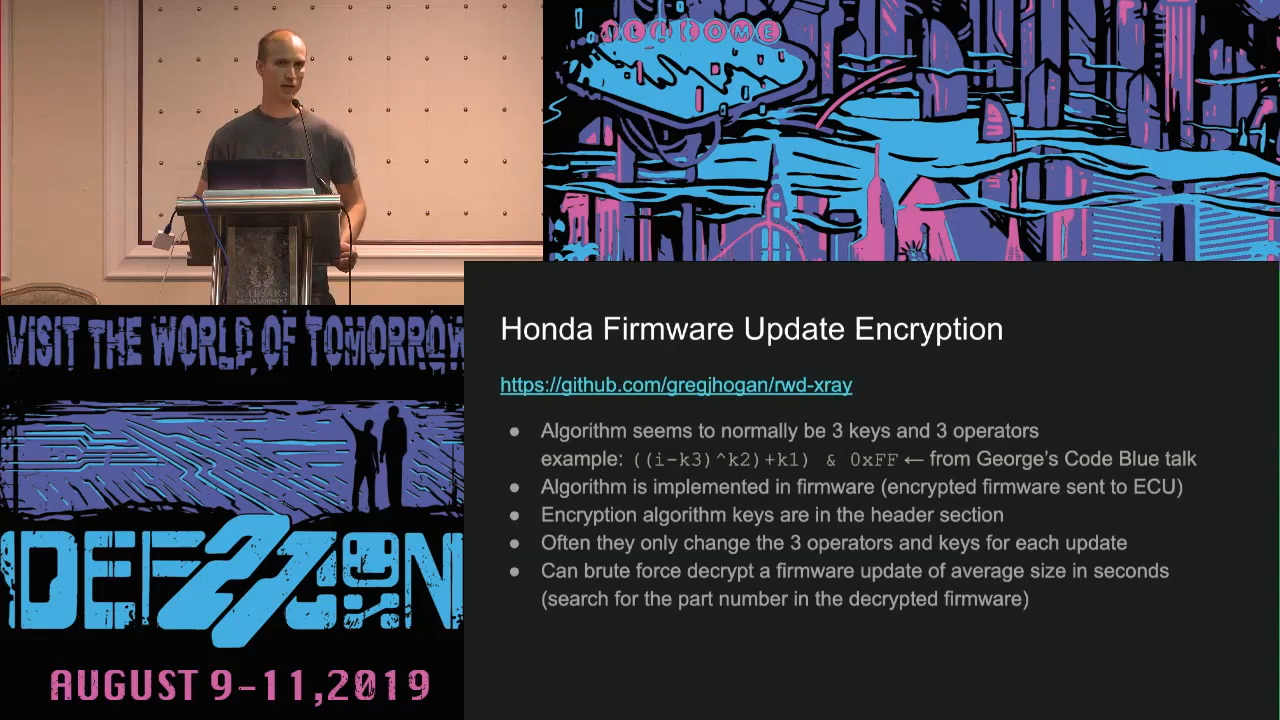 WELCOME
CAESARS
ENTERTAINMENT
VISIT THE WORLD OF TOMORROW
DEF CON
27
AUGUST 9-11,2019
Honda Firmware Update Encryption
https://github.com/gregjhogan/rwd-xray
● Algorithm seems to normally be 3 keys and 3 operators
example: ((i-k3)^k2)+k1) & 0xFF ← from George's Code Blue talk
● Algorithm is implemented in firmware (encrypted firmware sent to ECU)
● Encryption algorithm keys are in the header section
● Often they only change the 3 operators and keys for each update
● Can brute force decrypt a firmware update of average size in seconds
(search for the part number in the decrypted firmware)